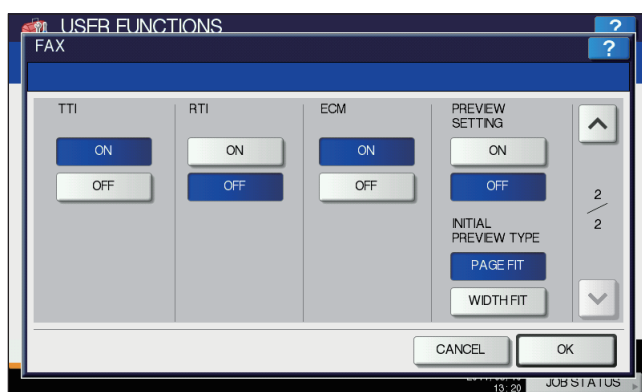 USER FUNCTIONS
?
FAX
?
TTI
RTI
ECM
PREVIEW
SETTING
ON
ON
ON
ON
OFF
OFF
OFF
OFF
2
2
INITIAL
PREVIEW TYPE
PAGE FIT
WIDTH FIT
CANCEL
OK
13:20
JOB STATUS